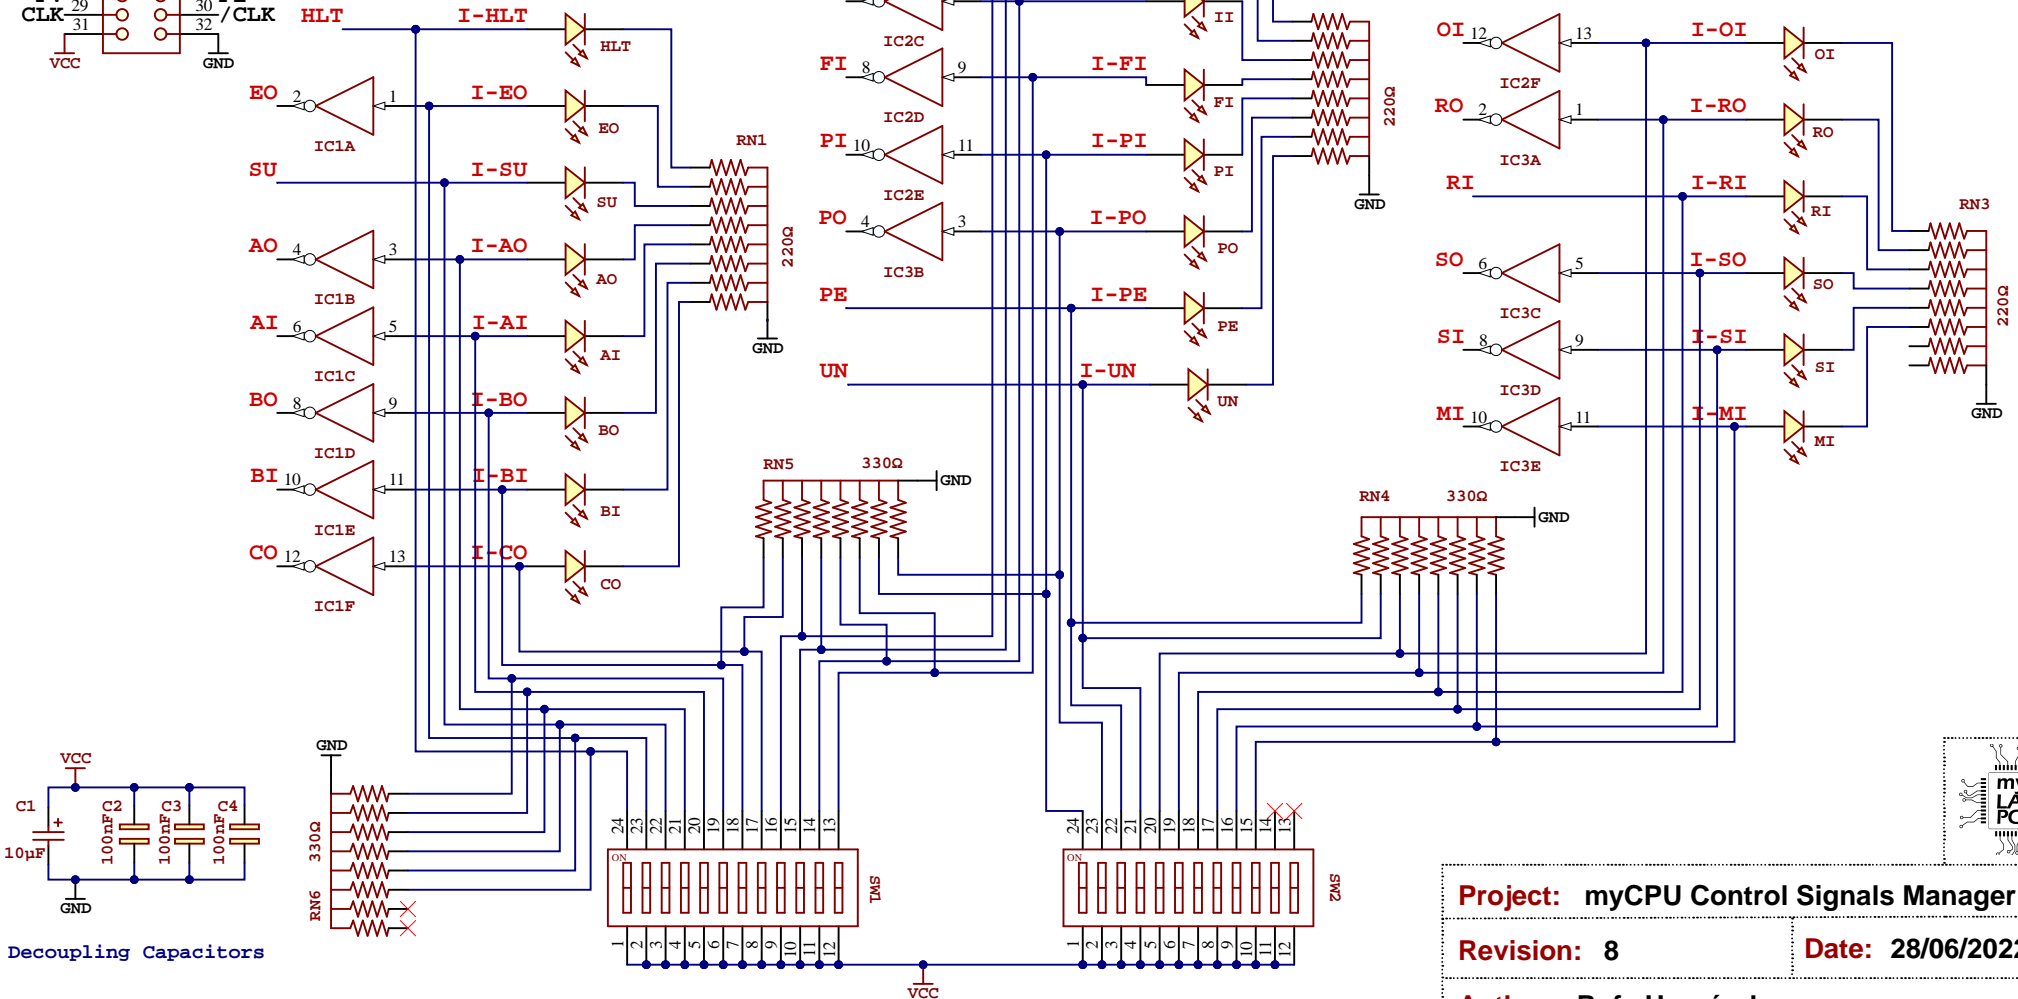 CLK 29 30 /CLK
31 32
VCC GND
HLT I-HLT HLT
EO 2 1 I-EO EO
IC1A
SU I-SU SU
AO 4 3 I-AO AO
IC1B
AI 6 5 I-AI AI
IC1C
BO 8 9 I-BO BO
IC1D
BI 10 11 I-BI BI
IC1E
CO 12 13 I-CO CO
IC1F
RN1
220Ω
GND
II
IC2C
FI 8 9 I-FI FI
IC2D
PI 10 11 I-PI PI
IC2E
PO 4 3 I-PO PO
IC3B
PE I-PE PE
UN I-UN UN
220Ω
GND
OI 12 13 I-OI OI
IC2F
RO 2 1 I-RO RO
IC3A
RI I-RI RI
SO 6 5 I-SO SO
IC3C
SI 8 9 I-SI SI
IC3D
MI 10 11 I-MI MI
IC3E
RN3
220Ω
GND
RN5 330Ω GND
RN4 330Ω GND
VCC
C1 C2 C3 C4
+
10µF 100nF 100nF 100nF
GND
Decoupling Capacitors
GND
330Ω
RN6
24 23 22 21 20 19 18 17 16 15 14 13
ON
SW1
1 2 3 4 5 6 7 8 9 10 11 12
VCC
24 23 22 21 20 19 18 17 16 15 14 13
ON
SW2
1 2 3 4 5 6 7 8 9 10 11 12
Project: myCPU Control Signals Manager
Revision: 8
Date: 28/06/2022